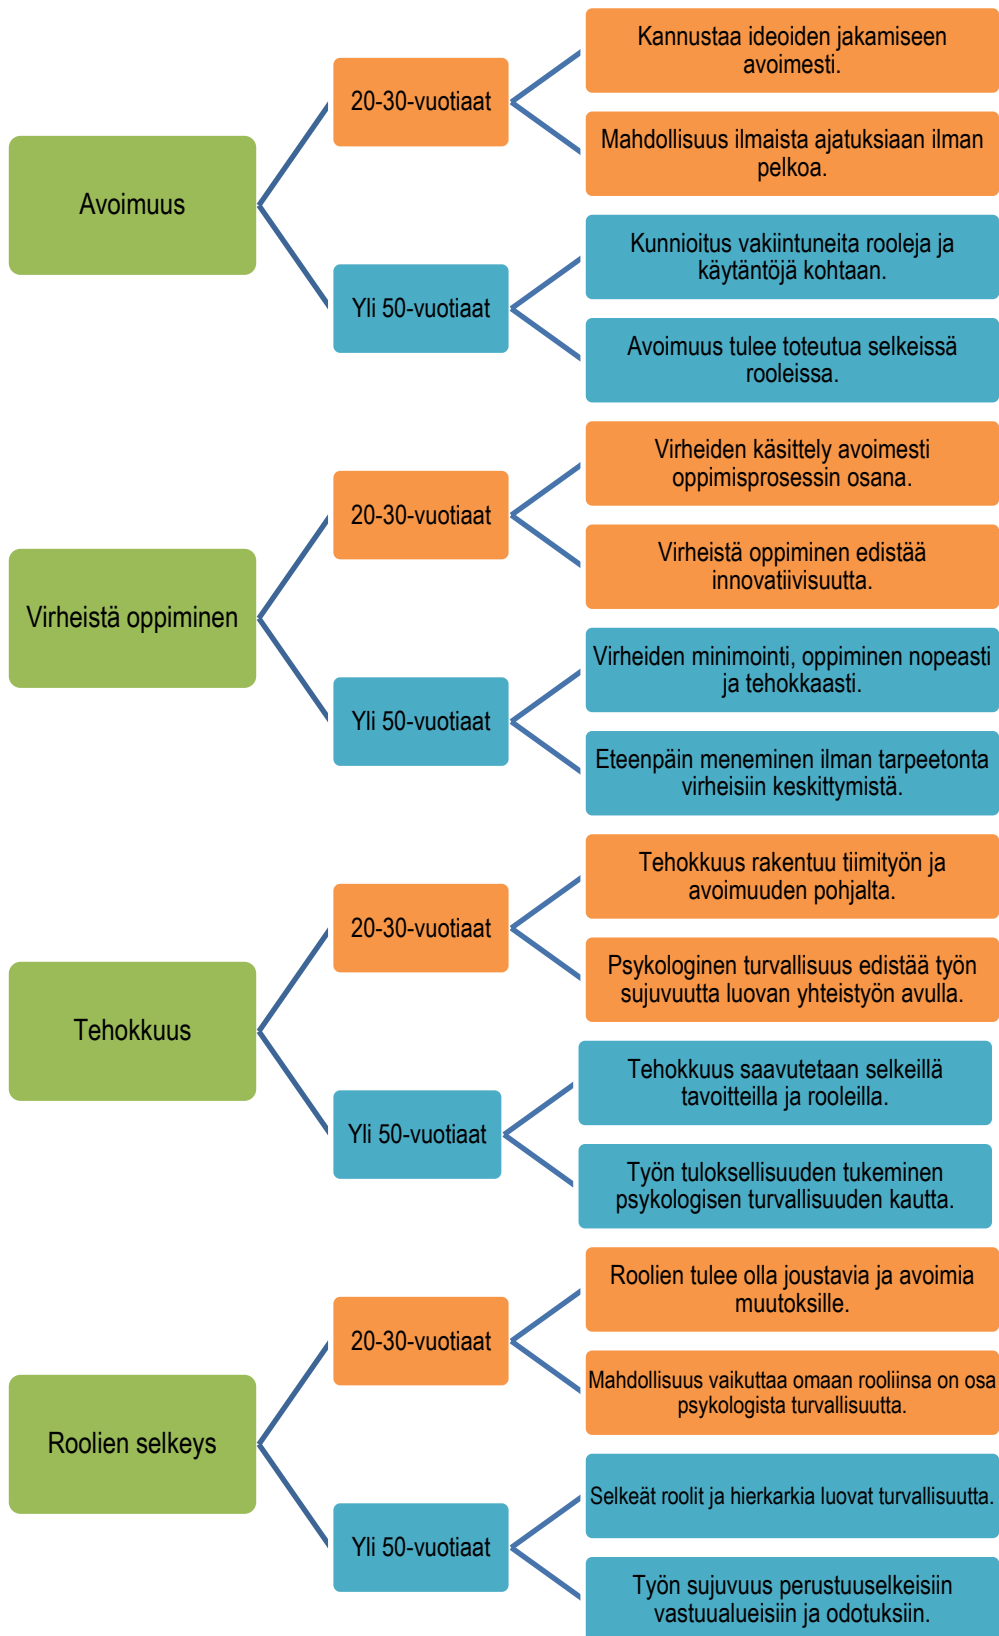 Avoimuus
20-30-vuotiaat
Kannustaa ideoiden jakamiseen
avoimesti.
Mahdollisuus ilmaista ajatuksiaan ilman
pelkoa.
Yli 50-vuotiaat
Kunnioitus vakiintuneita rooleja ja
käytäntöjä kohtaan.
Avoimuus tulee toteutua selkeissä
rooleissa.
Virheistä oppiminen
20-30-vuotiaat
Virheiden käsittely avoimesti
oppimisprosessin osana.
Virheistä oppiminen edistää
innovatiivisuutta.
Yli 50-vuotiaat
Virheiden minimointi, oppiminen nopeasti
ja tehokkaasti.
Eteenpäin meneminen ilman tarpeetonta
virheisiin keskittymistä.
Tehokkuus
20-30-vuotiaat
Tehokkuus rakentuu tiimityön ja
avoimuuden pohjalta.
Psykologinen turvallisuus edistää työn
sujuvuutta luovan yhteistyön avulla.
Yli 50-vuotiaat
Tehokkuus saavutetaan selkeillä
tavoitteilla ja rooleilla.
Työn tuloksellisuuden tukeminen
psykologisen turvallisuuden kautta.
Roolien selkeys
20-30-vuotiaat
Roolien tulee olla joustavia ja avoimia
muutoksille.
Mahdollisuus vaikuttaa omaan rooliinsa on osa
psykologista turvallisuutta.
Yli 50-vuotiaat
Selkeät roolit ja hierkarkia luovat turvallisuutta.
Työn sujuvuus perustuuselkeisiin
vastuualueisiin ja odotuksiin.